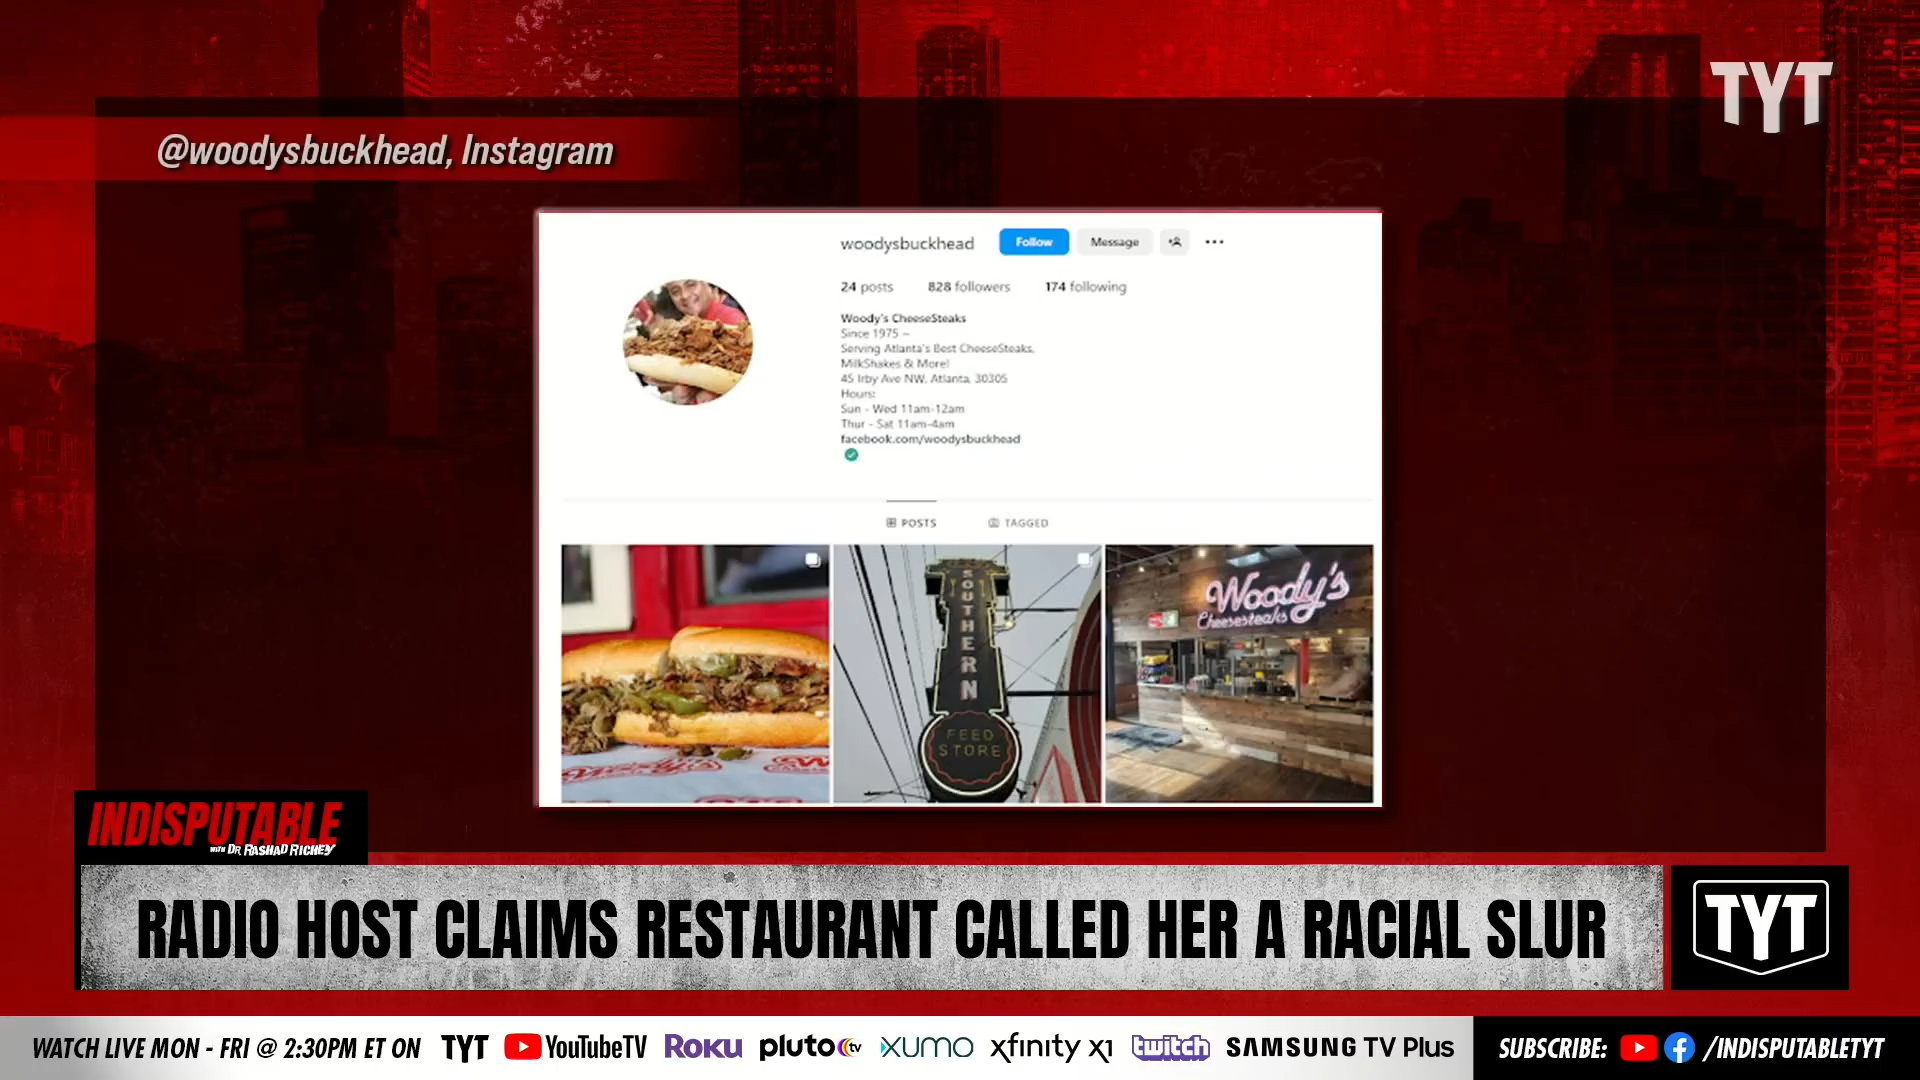 TYT
@woodysbuckhead, Instagram
woodysbuckhead
Follow
Message
24 posts
828 followers
174 following
Woody's CheeseSteaks
Since 1975 ~
Serving Atlanta's Best CheeseSteaks,
MilkShakes & More!
45 Irby Ave NW, Atlanta, 30305
Hours:
Sun - Wed 11am-12am
Thur - Sat 11am-4am
facebook.com/woodysbuckhead
POSTS
TAGGED
Woody's
SOUTHERN
FEED
STORE
Woody's
Cheesesteaks
INDISPUTABLE
WITH DR RASHAD RICHEY
RADIO HOST CLAIMS RESTAURANT CALLED HER A RACIAL SLUR
TYT
WATCH LIVE MON - FRI @ 2:30PM ET ON TYT YouTubeTV ROKU pluto tv XUMO xfinity x1 twitch SAMSUNG TV Plus
SUBSCRIBE: /INDISPUTABLETYT